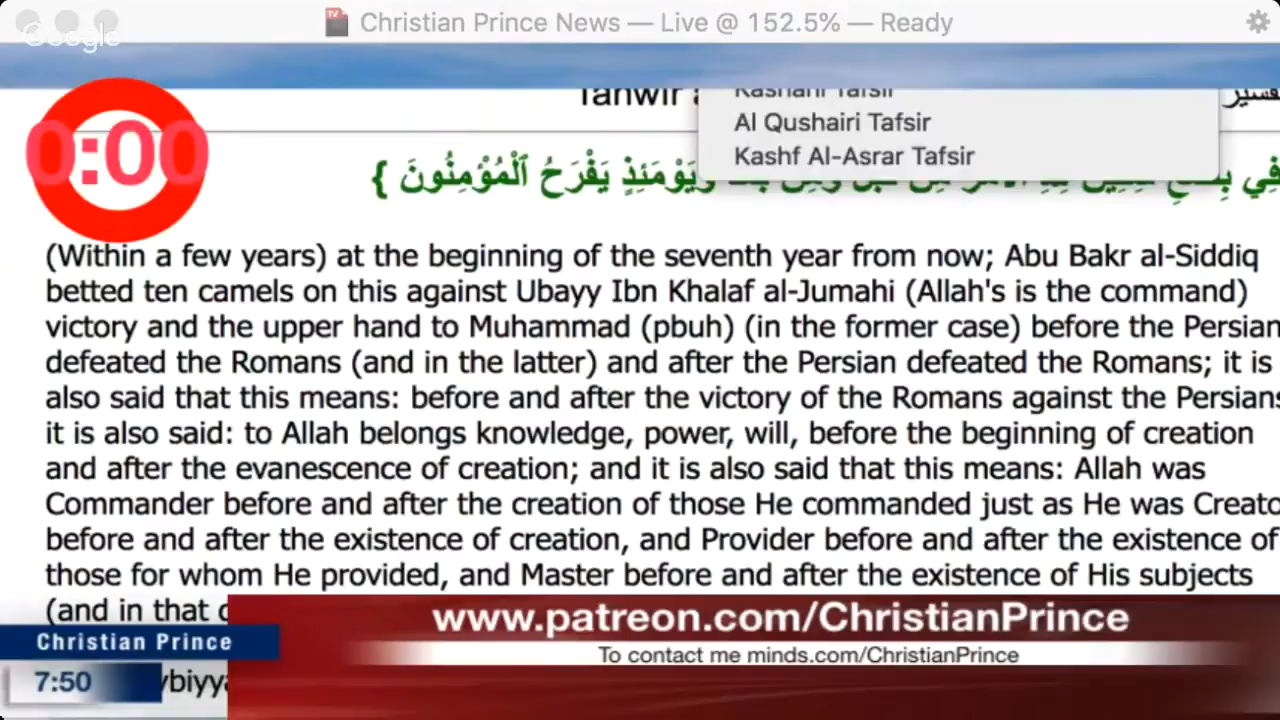 Christian Prince News — Live @ 152.5% — Ready
Google
0:00
Tanwir
Kashani Tafsir
Al Qushairi Tafsir
Kashf Al-Asrar Tafsir
وَيَوْمَئِذٍ يَفْرَحُ ٱلْمُؤْمِنُونَ }
(Within a few years) at the beginning of the seventh year from now; Abu Bakr al-Siddiq
betted ten camels on this against Ubayy Ibn Khalaf al-Jumahi (Allah's is the command)
victory and the upper hand to Muhammad (pbuh) (in the former case) before the Persian
defeated the Romans (and in the latter) and after the Persian defeated the Romans; it is
also said that this means: before and after the victory of the Romans against the Persians
it is also said: to Allah belongs knowledge, power, will, before the beginning of creation
and after the evanescence of creation; and it is also said that this means: Allah was
Commander before and after the creation of those He commanded just as He was Creato
before and after the existence of creation, and Provider before and after the existence of
those for whom He provided, and Master before and after the existence of His subjects
(and in that
www.patreon.com/ChristianPrince
Christian Prince
To contact me minds.com/ChristianPrince
7:50